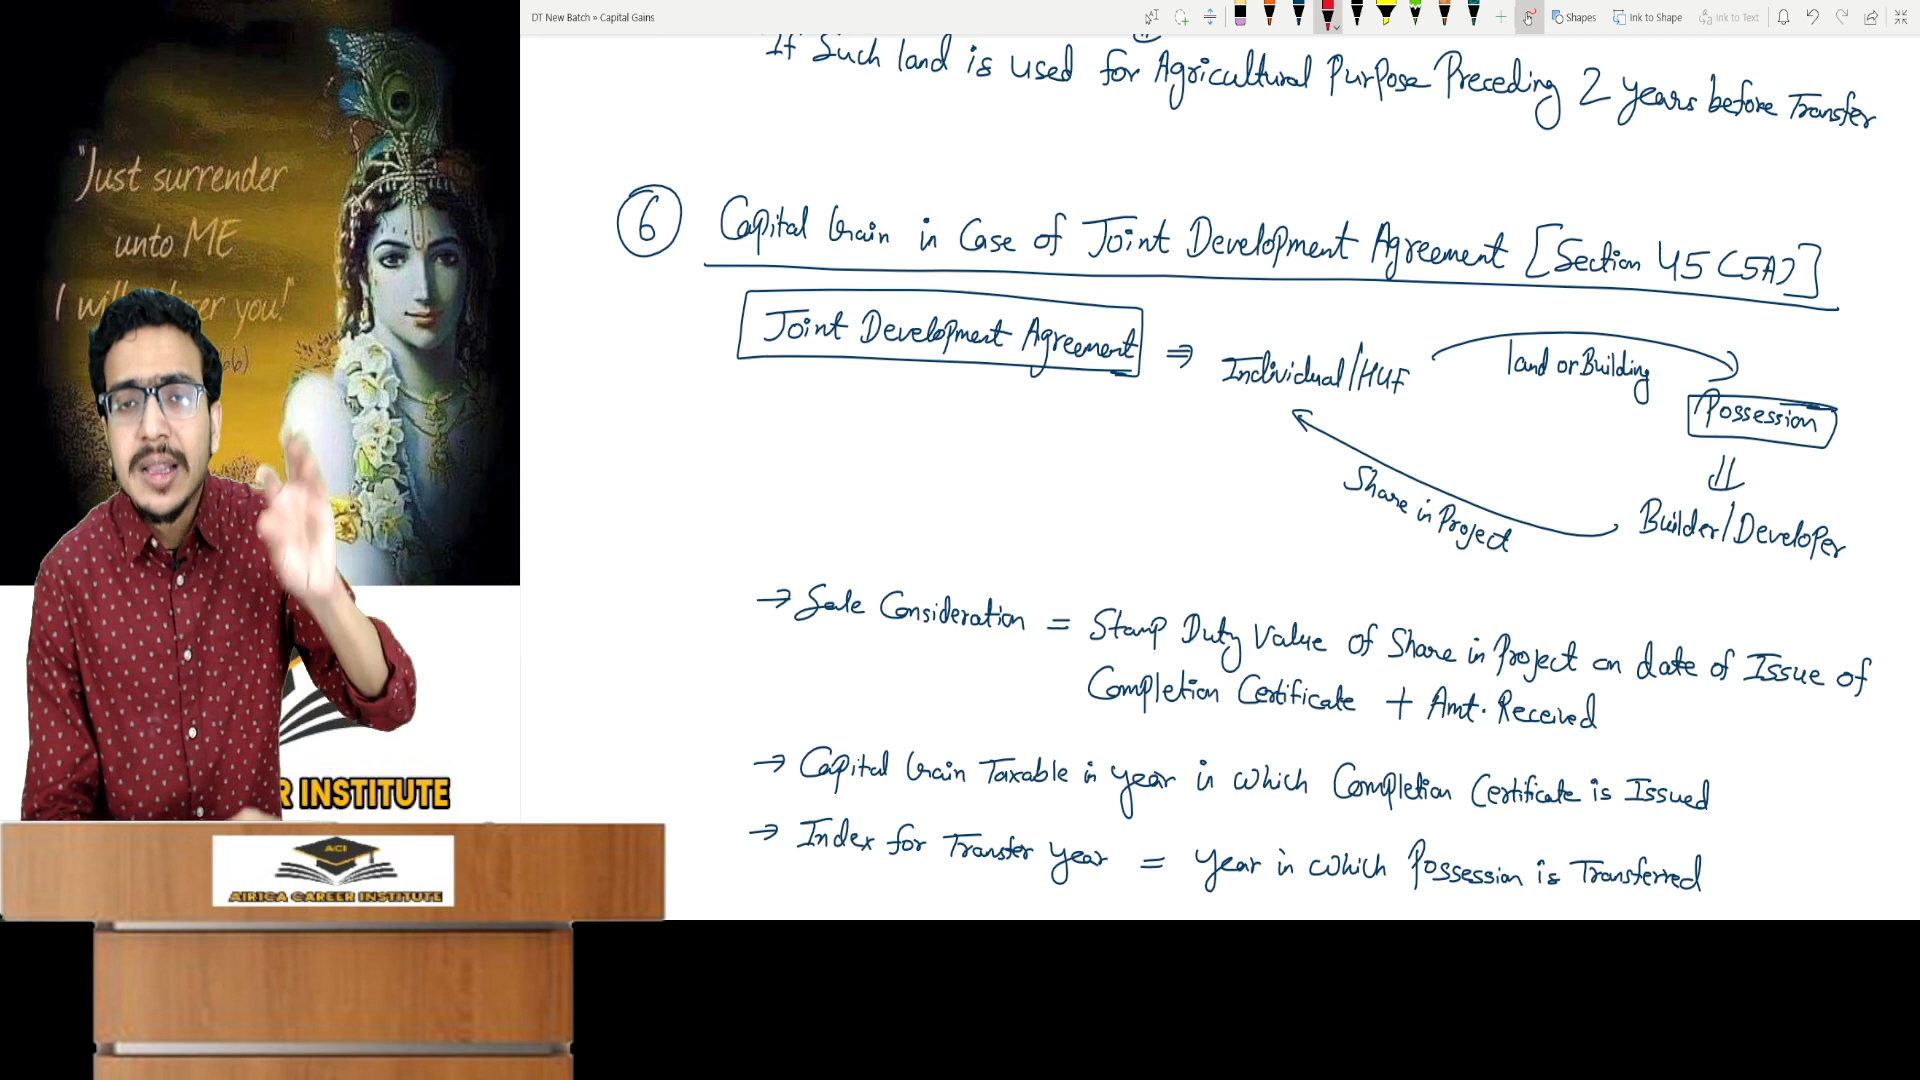 DT New Batch » Capital Gains
Shapes
Ink to Shape
Ink to Text
If Such land is used for Agricultural Purpose Preceding 2 years before Transfer
"Just surrender
unto ME
I will deliver you!"
6 Capital Gain in Case of Joint Development Agreement [Section 45(5A)]
Joint Development Agreement ⇒ Individual/HUF
land or Building
Possession
Share in Project
Builder/Developer
→ Sale Consideration = Stamp Duty Value of Share in Project on date of Issue of
Completion Certificate + Amt. Received
→ Capital Gain Taxable in year in which Completion Certificate is Issued
→ Index for Transfer year = year in which Possession is Transferred
R INSTITUTE
ACI
AIRICA CAREER INSTITUTE